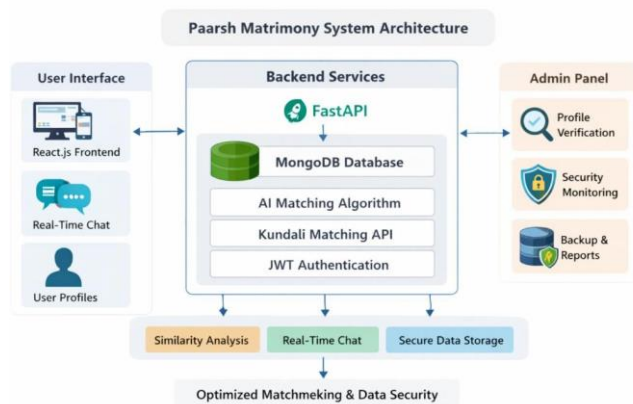 Paarsh Matrimony System Architecture
User Interface
React.js Frontend
Real-Time Chat
User Profiles
Backend Services
FastAPI
MongoDB Database
AI Matching Algorithm
Kundali Matching API
JWT Authentication
Admin Panel
Profile
Verification
Security
Monitoring
Backup &
Reports
Similarity Analysis
Real-Time Chat
Secure Data Storage
Optimized Matchmeking & Data Security